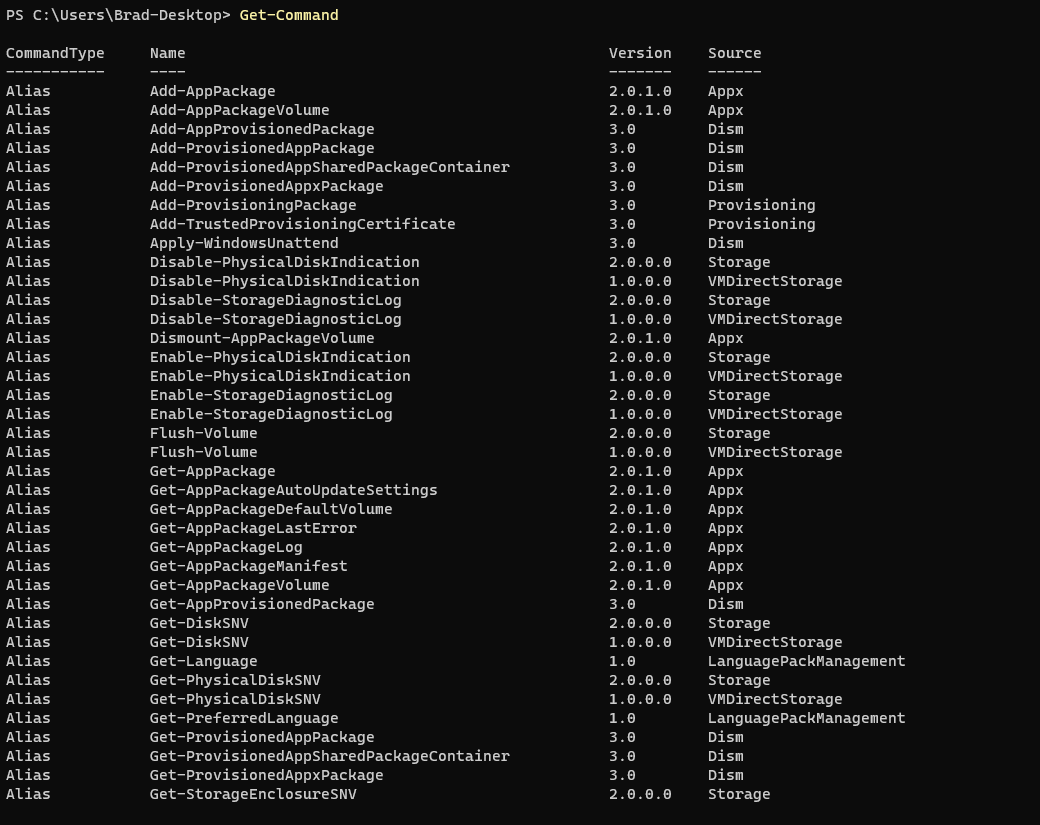 PS C:\Users\Brad-Desktop> Get-Command
CommandType     Name                                               Version    Source
-----------     ----                                               -------    ------
Alias           Add-AppPackage                                     2.0.1.0    Appx
Alias           Add-AppPackageVolume                               2.0.1.0    Appx
Alias           Add-AppProvisionedPackage                          3.0        Dism
Alias           Add-ProvisionedAppPackage                          3.0        Dism
Alias           Add-ProvisionedAppSharedPackageContainer           3.0        Dism
Alias           Add-ProvisionedAppxPackage                         3.0        Dism
Alias           Add-ProvisioningPackage                            3.0        Provisioning
Alias           Add-TrustedProvisioningCertificate                 3.0        Provisioning
Alias           Apply-WindowsUnattend                              3.0        Dism
Alias           Disable-PhysicalDiskIndication                     2.0.0.0    Storage
Alias           Disable-PhysicalDiskIndication                     1.0.0.0    VMDirectStorage
Alias           Disable-StorageDiagnosticLog                       2.0.0.0    Storage
Alias           Disable-StorageDiagnosticLog                       1.0.0.0    VMDirectStorage
Alias           Dismount-AppPackageVolume                          2.0.1.0    Appx
Alias           Enable-PhysicalDiskIndication                      2.0.0.0    Storage
Alias           Enable-PhysicalDiskIndication                      1.0.0.0    VMDirectStorage
Alias           Enable-StorageDiagnosticLog                        2.0.0.0    Storage
Alias           Enable-StorageDiagnosticLog                        1.0.0.0    VMDirectStorage
Alias           Flush-Volume                                       2.0.0.0    Storage
Alias           Flush-Volume                                       1.0.0.0    VMDirectStorage
Alias           Get-AppPackage                                     2.0.1.0    Appx
Alias           Get-AppPackageAutoUpdateSettings                   2.0.1.0    Appx
Alias           Get-AppPackageDefaultVolume                        2.0.1.0    Appx
Alias           Get-AppPackageLastError                            2.0.1.0    Appx
Alias           Get-AppPackageLog                                  2.0.1.0    Appx
Alias           Get-AppPackageManifest                             2.0.1.0    Appx
Alias           Get-AppPackageVolume                               2.0.1.0    Appx
Alias           Get-AppProvisionedPackage                          3.0        Dism
Alias           Get-DiskSNV                                        2.0.0.0    Storage
Alias           Get-DiskSNV                                        1.0.0.0    VMDirectStorage
Alias           Get-Language                                       1.0        LanguagePackManagement
Alias           Get-PhysicalDiskSNV                                2.0.0.0    Storage
Alias           Get-PhysicalDiskSNV                                1.0.0.0    VMDirectStorage
Alias           Get-PreferredLanguage                              1.0        LanguagePackManagement
Alias           Get-ProvisionedAppPackage                          3.0        Dism
Alias           Get-ProvisionedAppSharedPackageContainer           3.0        Dism
Alias           Get-ProvisionedAppxPackage                         3.0        Dism
Alias           Get-StorageEnclosureSNV                            2.0.0.0    Storage